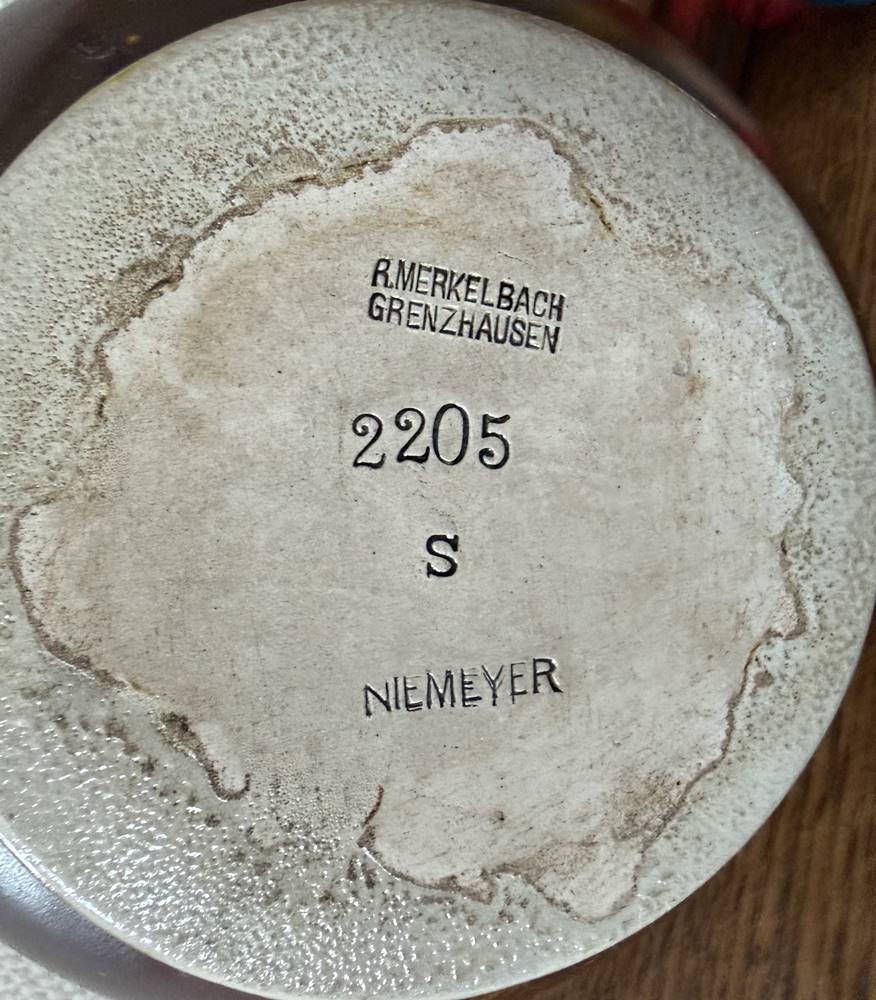 R.MERKELBACH
GRENZHAUSEN
2205
S
NIEMEYER